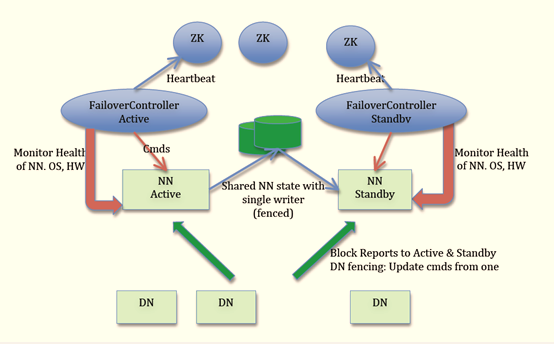 ZK
ZK
ZK
Heartbeat
Heartbeat
FailoverController
Active
FailoverController
Standby
Cmds
Monitor Health
of NN. OS, HW
Monitor Health
of NN. OS, HW
NN
Active
Shared NN state with
single writer
(fenced)
NN
Standby
Block Reports to Active & Standby
DN fencing: Update cmds from one
DN
DN
DN